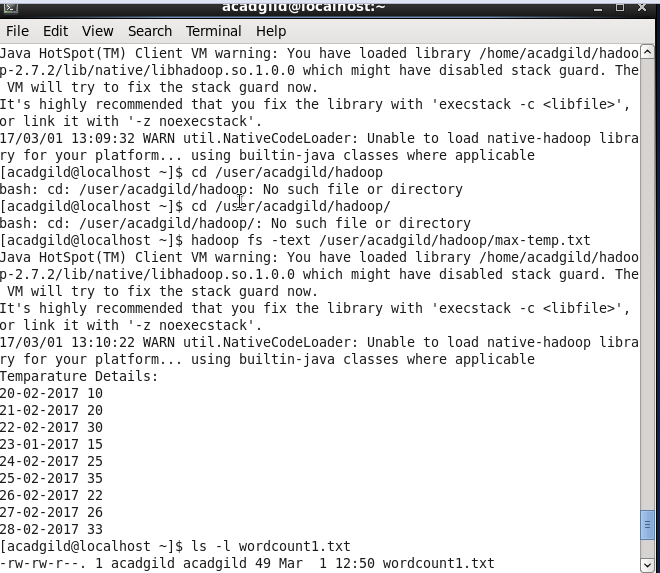 acadgild@localhost:~
File Edit View Search Terminal Help
Java HotSpot(TM) Client VM warning: You have loaded library /home/acadgild/hadoo
p-2.7.2/lib/native/libhadoop.so.1.0.0 which might have disabled stack guard. The
 VM will try to fix the stack guard now.
It's highly recommended that you fix the library with 'execstack -c <libfile>',
or link it with '-z noexecstack'.
17/03/01 13:09:32 WARN util.NativeCodeLoader: Unable to load native-hadoop libra
ry for your platform... using builtin-java classes where applicable
[acadgild@localhost ~]$ cd /user/acadgild/hadoop
bash: cd: /user/acadgild/hadoop: No such file or directory
[acadgild@localhost ~]$ cd /user/acadgild/hadoop/
bash: cd: /user/acadgild/hadoop/: No such file or directory
[acadgild@localhost ~]$ hadoop fs -text /user/acadgild/hadoop/max-temp.txt
Java HotSpot(TM) Client VM warning: You have loaded library /home/acadgild/hadoo
p-2.7.2/lib/native/libhadoop.so.1.0.0 which might have disabled stack guard. The
 VM will try to fix the stack guard now.
It's highly recommended that you fix the library with 'execstack -c <libfile>',
or link it with '-z noexecstack'.
17/03/01 13:10:22 WARN util.NativeCodeLoader: Unable to load native-hadoop libra
ry for your platform... using builtin-java classes where applicable
Temparature Details:
20-02-2017 10
21-02-2017 20
22-02-2017 30
23-01-2017 15
24-02-2017 25
25-02-2017 35
26-02-2017 22
27-02-2017 26
28-02-2017 33
[acadgild@localhost ~]$ ls -l wordcount1.txt
-rw-rw-r--. 1 acadgild acadgild 49 Mar  1 12:50 wordcount1.txt